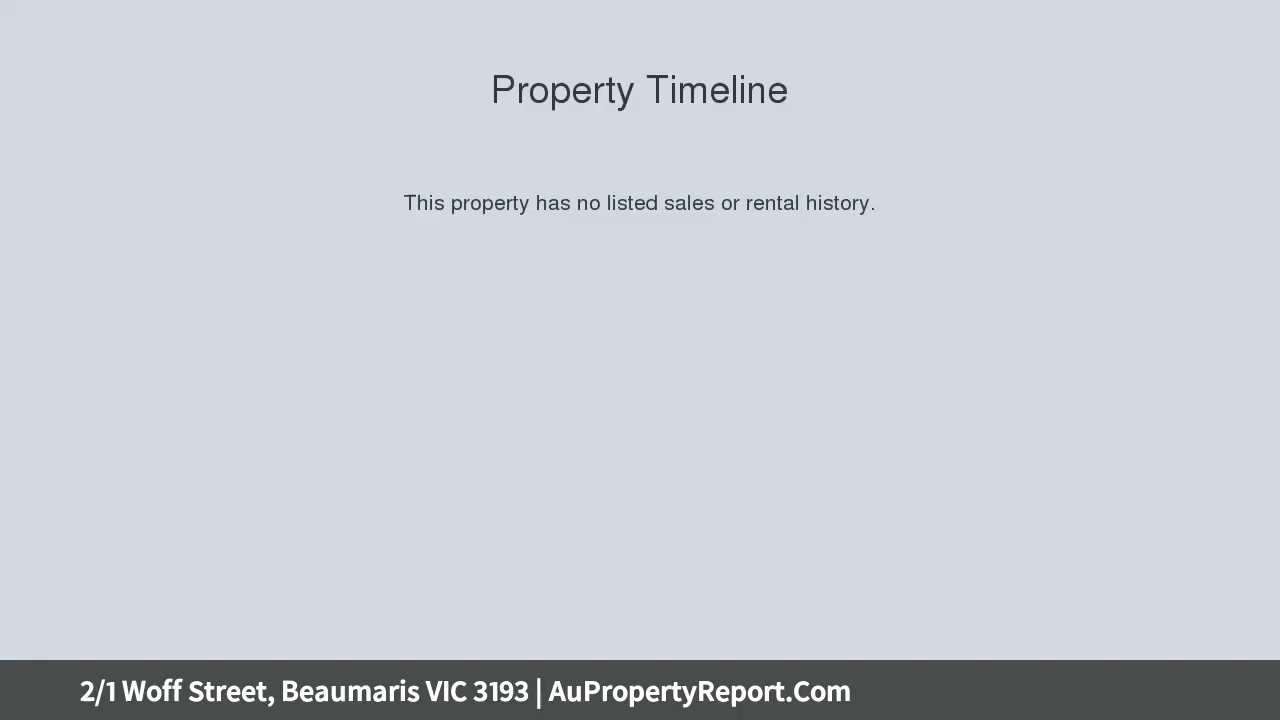 Property Timeline
This property has no listed sales or rental history.
2/1 Woff Street, Beaumaris VIC 3193 | AuPropertyReport.Com